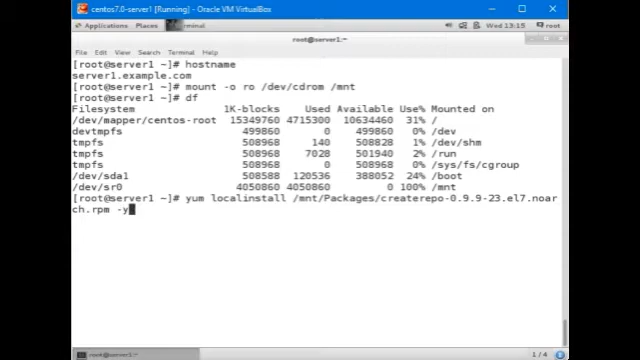 centos7.0-server1 [Running] - Oracle VM VirtualBox
Applications Places Terminal Wed 13:15 root
root@server1:~
File Edit View Search Terminal Help
[root@server1 ~]# hostname
server1.example.com
[root@server1 ~]# mount -o ro /dev/cdrom /mnt
[root@server1 ~]# df
Filesystem 1K-blocks Used Available Use% Mounted on
/dev/mapper/centos-root 15349760 4715300 10634460 31% /
devtmpfs 499860 0 499860 0% /dev
tmpfs 508968 140 508828 1% /dev/shm
tmpfs 508968 7028 501940 2% /run
tmpfs 508968 0 508968 0% /sys/fs/cgroup
/dev/sda1 508588 120536 388052 24% /boot
/dev/sr0 4050860 4050860 0 100% /mnt
[root@server1 ~]# yum localinstall /mnt/Packages/createrepo-0.9.9-23.el7.noar
ch.rpm -y
root@server1:~ 1 / 4